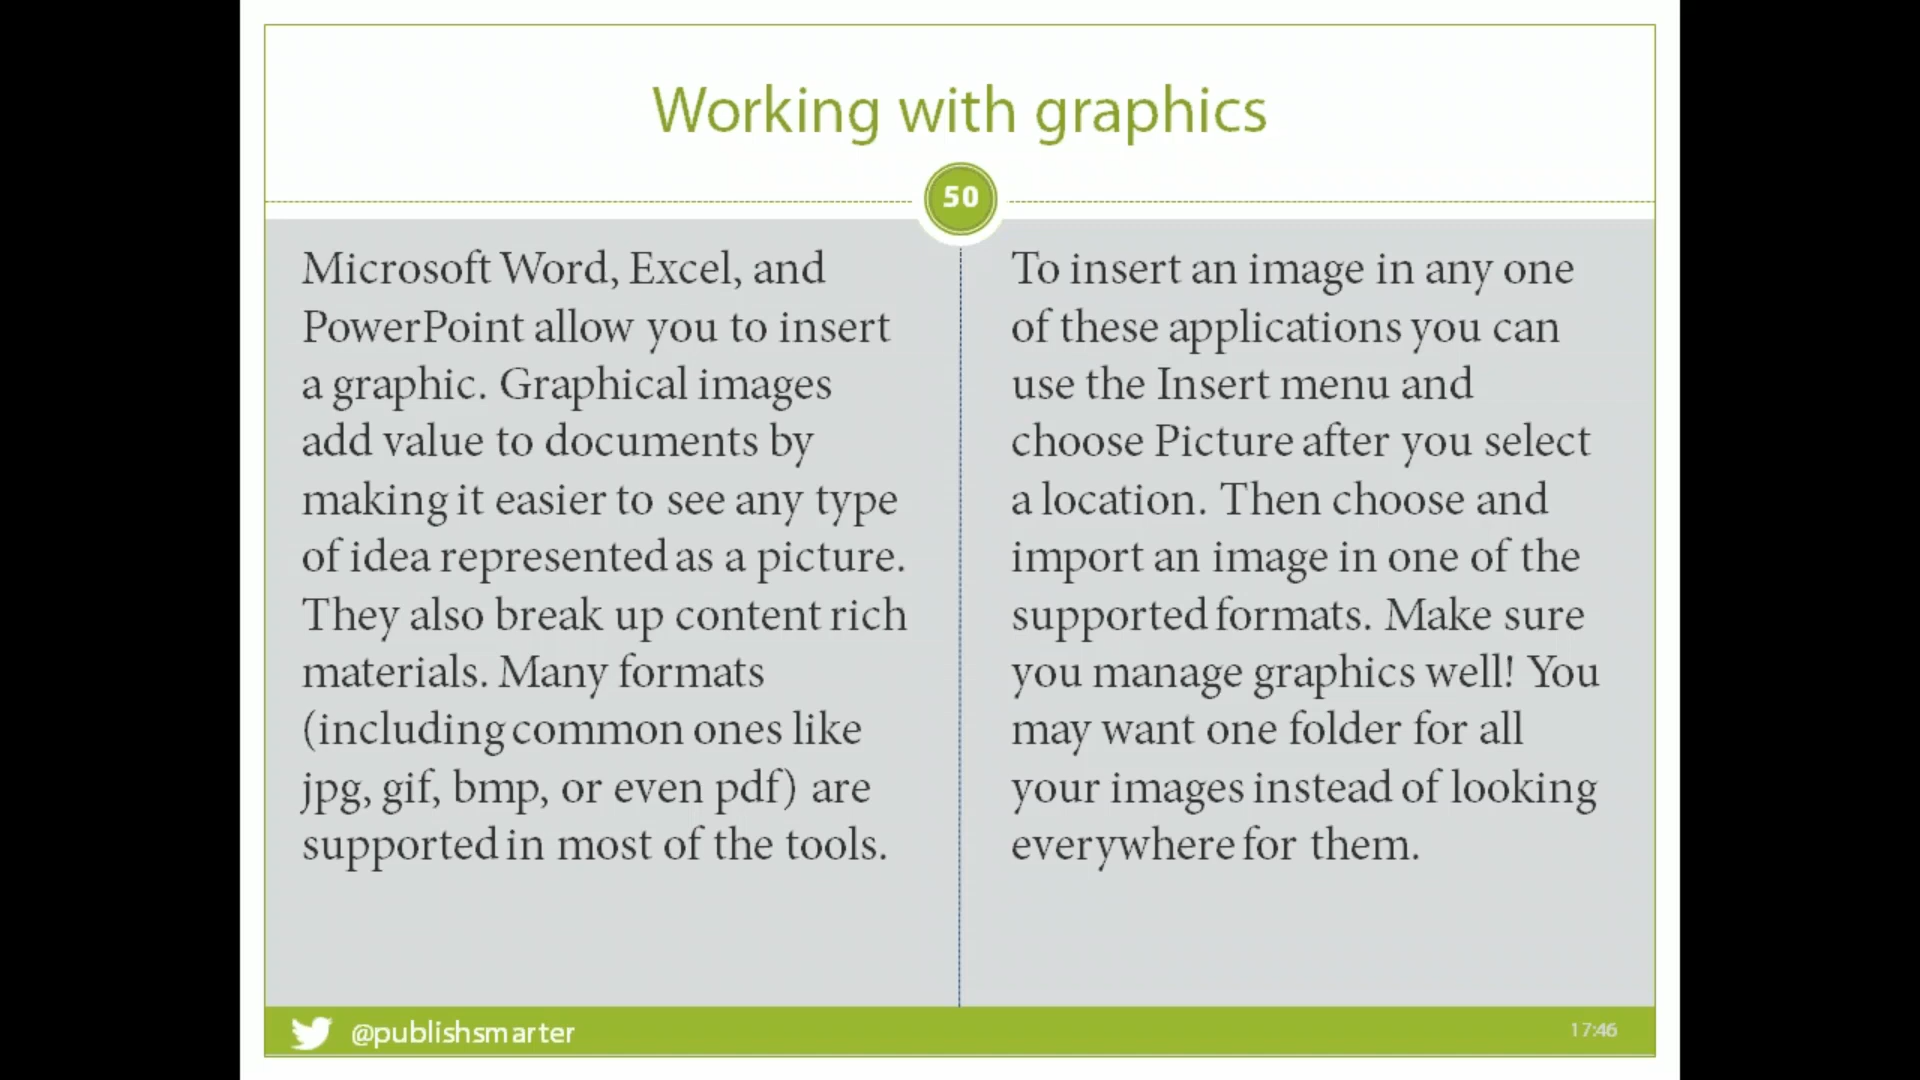 Working with graphics
50
Microsoft Word, Excel, and
PowerPoint allow you to insert
a graphic. Graphical images
add value to documents by
making it easier to see any type
of idea represented as a picture.
They also break up content rich
materials. Many formats
(including common ones like
jpg, gif, bmp, or even pdf) are
supported in most of the tools.
To insert an image in any one
of these applications you can
use the Insert menu and
choose Picture after you select
a location. Then choose and
import an image in one of the
supported formats. Make sure
you manage graphics well! You
may want one folder for all
your images instead of looking
everywhere for them.
@publishsmarter
17:46